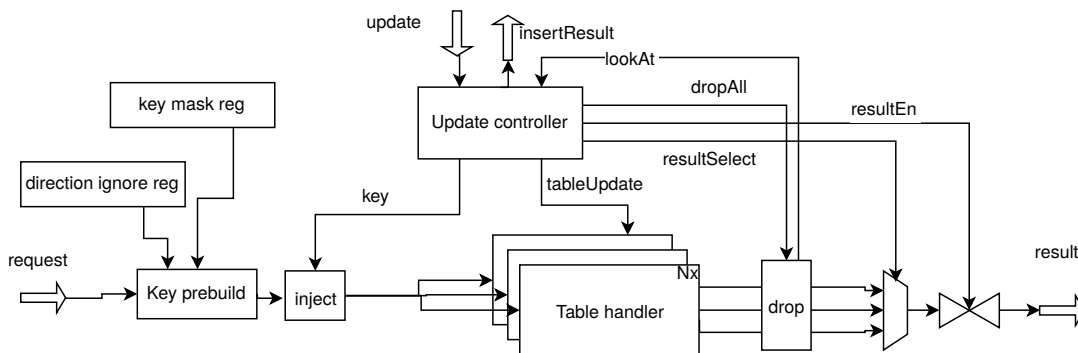 update
insertResult
lookAt
dropAll
key mask reg
resultEn
Update controller
resultSelect
direction ignore reg
tableUpdate
key
request
result
Nx
Key prebuild
inject
Table handler
drop